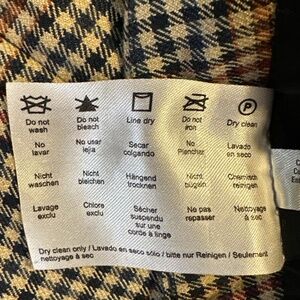 P
Do not wash
Do not bleach
Line dry
Do not iron
Dry clean
No lavar
No usar lejia
Secar colgando
No Planchar
Lavado en seco
Nicht waschen
Nicht bleichen
Hängend trocknen
Nicht bügeln
Chemisch reinigen
Lavage exclu
Chlore exclu
Sécher suspendu sur une corde à linge
No pas repasser
Nettoyage à sec
Dry clean only / Lavado en seco sólo / bitte nur Reinigen / Seulement
nettoyage à sec